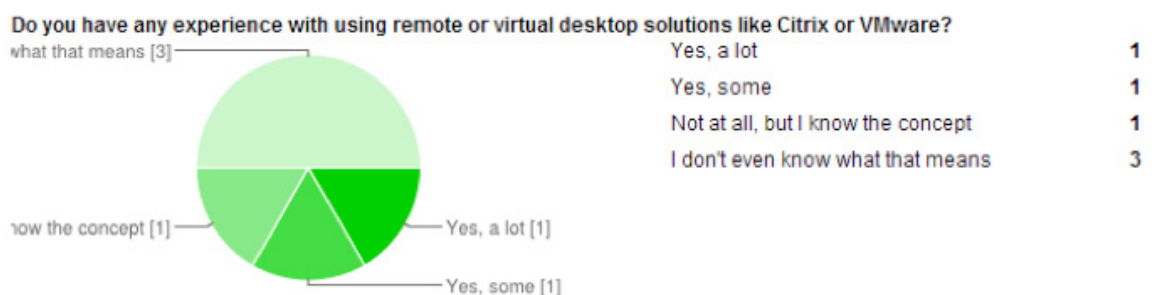 Do you have any experience with using remote or virtual desktop solutions like Citrix or VMware?
what that means [3]
Yes, a lot 1
Yes, some 1
Not at all, but I know the concept 1
I don't even know what that means 3
now the concept [1]
Yes, a lot [1]
Yes, some [1]